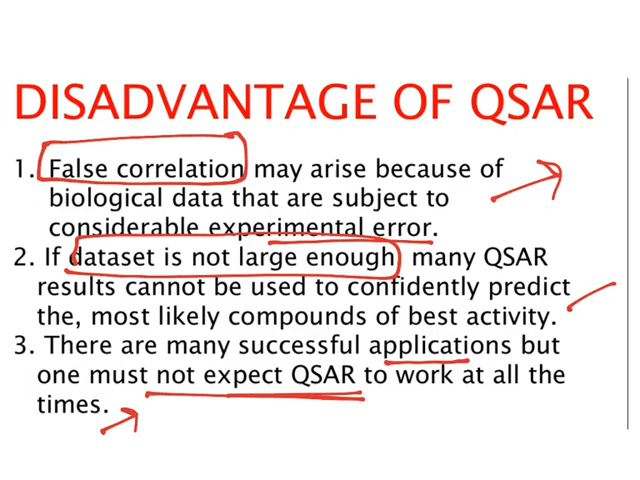 DISADVANTAGE OF QSAR
1. False correlation may arise because of
biological data that are subject to
considerable experimental error.
2. If dataset is not large enough many QSAR
results cannot be used to confidently predict
the, most likely compounds of best activity.
3. There are many successful applications but
one must not expect QSAR to work at all the
times.